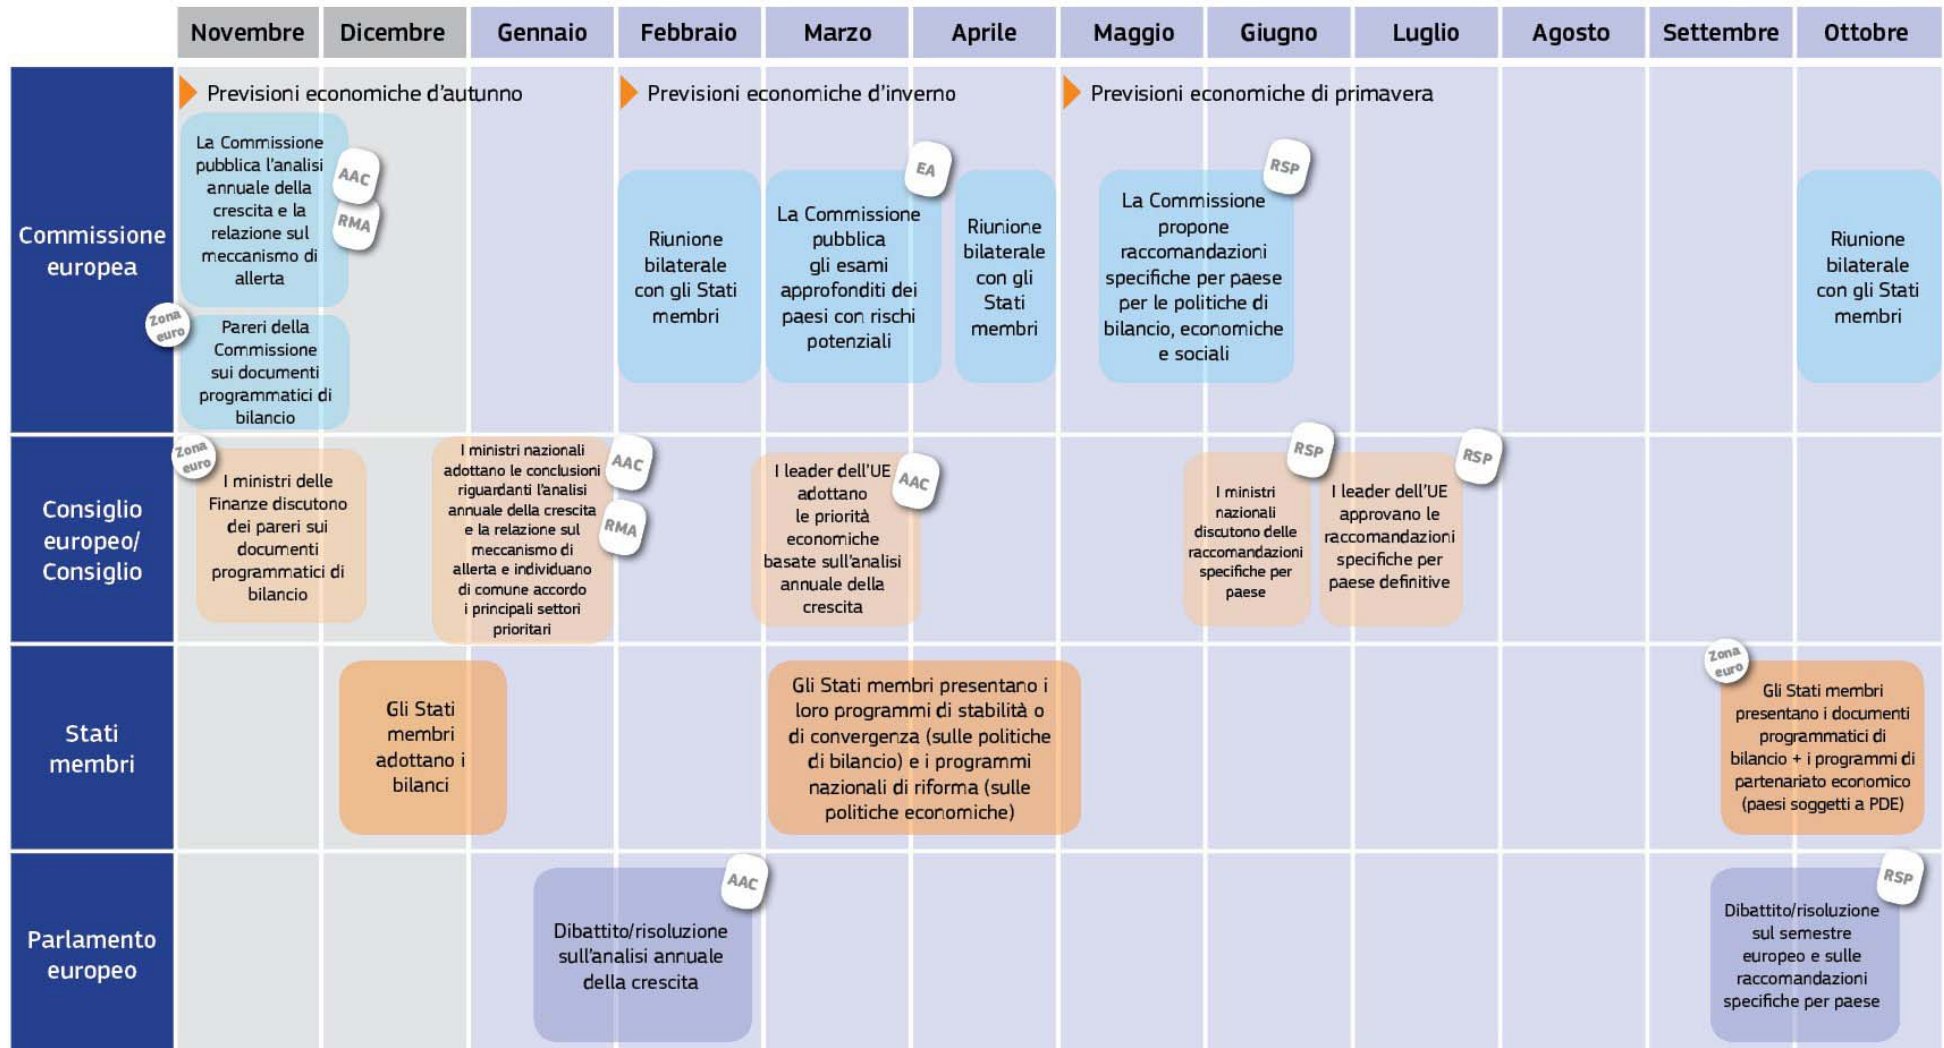 Novembre Dicembre Gennaio Febbraio Marzo Aprile Maggio Giugno Luglio Agosto Settembre Ottobre
Commissione
europea
Previsioni economiche d'autunno
Previsioni economiche d'inverno
Previsioni economiche di primavera
La Commissione
pubblica l'analisi
annuale della
crescita e la
relazione sul
meccanismo di
allerta
AAC
RMA
Zona
euro
Pareri della
Commissione
sui documenti
programmatici di
bilancio
Riunione
bilaterale
con gli Stati
membri
EA
La Commissione
pubblica
gli esami
approfonditi dei
paesi con rischi
potenziali
Riunione
bilaterale
con gli
Stati
membri
RSP
La Commissione
propone
raccomandazioni
specifiche per paese
per le politiche di
bilancio, economiche
e sociali
Riunione
bilaterale
con gli Stati
membri
Consiglio
europeo/
Consiglio
Zona
euro
I ministri delle
Finanze discutono
dei pareri sui
documenti
programmatici di
bilancio
I ministri nazionali
adottano le conclusioni
riguardanti l'analisi
annuale della crescita
e la relazione sul
meccanismo di
allerta e individuano
di comune accordo
i principali settori
prioritari
AAC
RMA
I leader dell'UE
adottano
le priorità
economiche
basate sull'analisi
annuale della
crescita
AAC
I ministri
nazionali
discutono delle
raccomandazioni
specifiche per
paese
RSP
I leader dell'UE
approvano le
raccomandazioni
specifiche per
paese definitive
RSP
Stati
membri
Gli Stati
membri
adottano i
bilanci
Gli Stati membri presentano i
loro programmi di stabilità o
di convergenza (sulle politiche
di bilancio) e i programmi
nazionali di riforma (sulle
politiche economiche)
Zona
euro
Gli Stati membri
presentano i documenti
programmatici di
bilancio + i programmi di
partenariato economico
(paesi soggetti a PDE)
Parlamento
europeo
AAC
Dibattito/risoluzione
sull'analisi annuale
della crescita
RSP
Dibattito/risoluzione
sul semestre
europeo e sulle
raccomandazioni
specifiche per paese